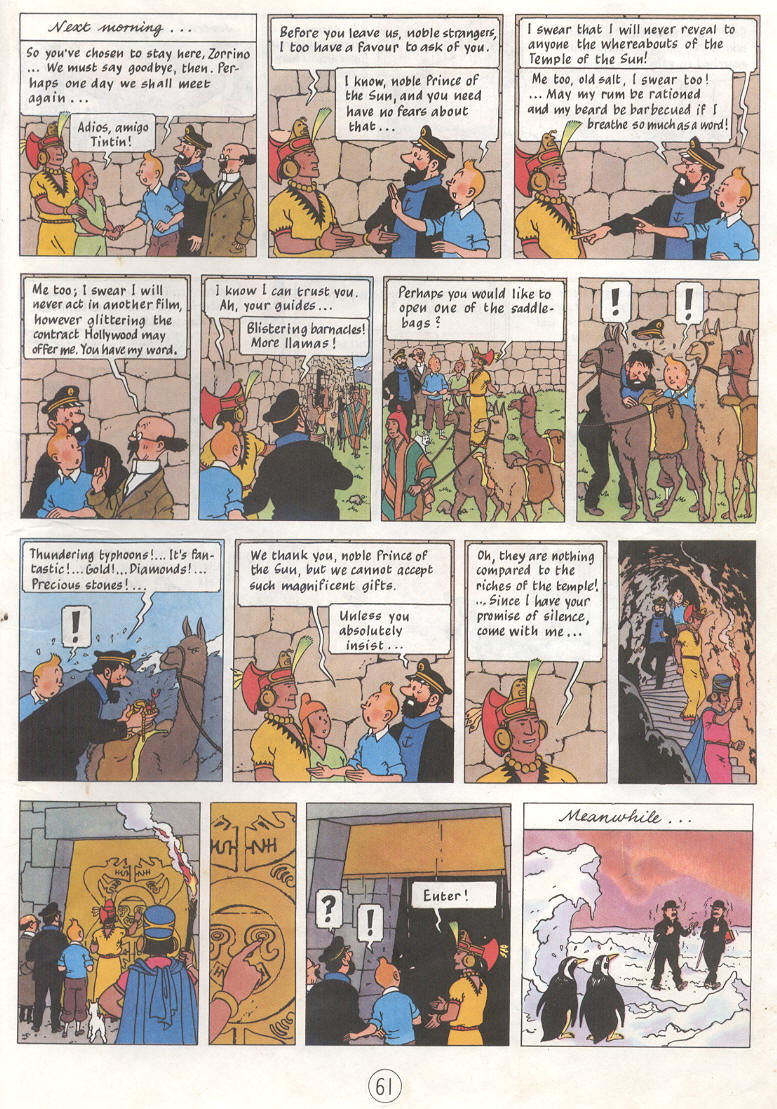 Next morning...
So you've chosen to stay here, Zorrino
... We must say goodbye, then. Per-
haps one day we shall meet
again...
Adios, amigo
Tintin!
Before you leave us, noble strangers,
I too have a favour to ask of you.
I know, noble Prince of
the Sun, and you need
have no fears about
that...
I swear that I will never reveal to
anyone the whereabouts of the
Temple of the Sun!
Me too, old salt, I swear too!
... May my rum be rationed
and my beard be barbecued if I
breathe so much as a word!
Me too; I swear I will
never act in another film,
however glittering the
contract Hollywood may
offer me. You have my word.
I know I can trust you.
Ah, your guides...
Blistering barnacles!
More llamas!
Perhaps you would like to
open one of the saddle-
bags?
!
!
Thundering typhoons!... It's fan-
tastic!... Gold!... Diamonds!...
Precious stones!...
!
We thank you, noble Prince of
the Sun, but we cannot accept
such magnificent gifts.
Unless you
absolutely
insist...
Oh, they are nothing
compared to the
riches of the temple!
... Since I have your
promise of silence,
come with me...
?
!
Enter!
Meanwhile...
61